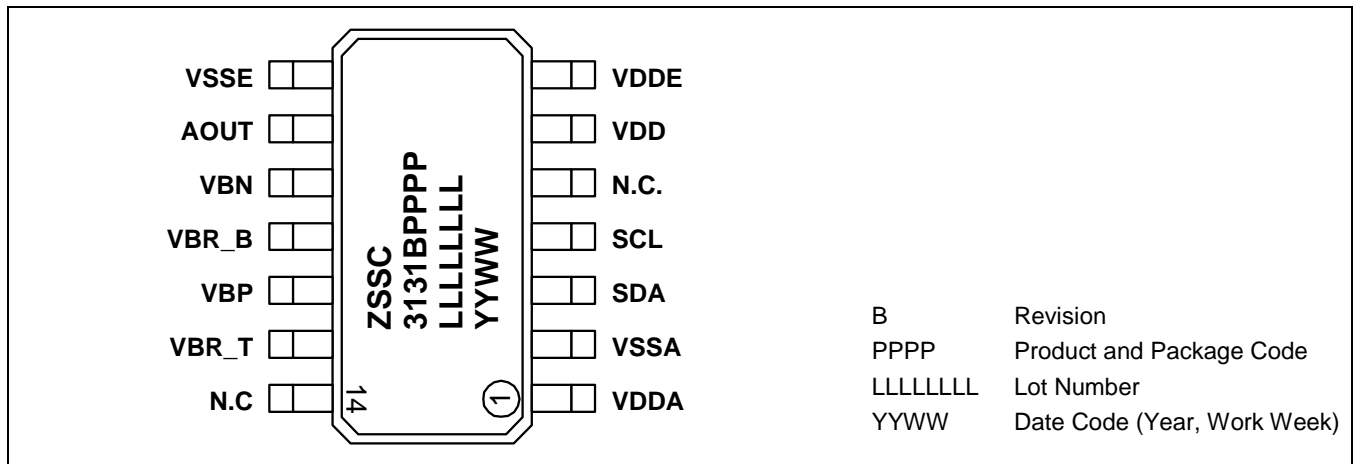 VSSE VDDE
AOUT VDD
VBN N.C.
VBR_B SCL
VBP SDA
VBR_T VSSA
N.C VDDA
ZSSC
3131BPPPP
LLLLLLLL
YYWW
14
1
B Revision
PPPP Product and Package Code
LLLLLLLL Lot Number
YYWW Date Code (Year, Work Week)